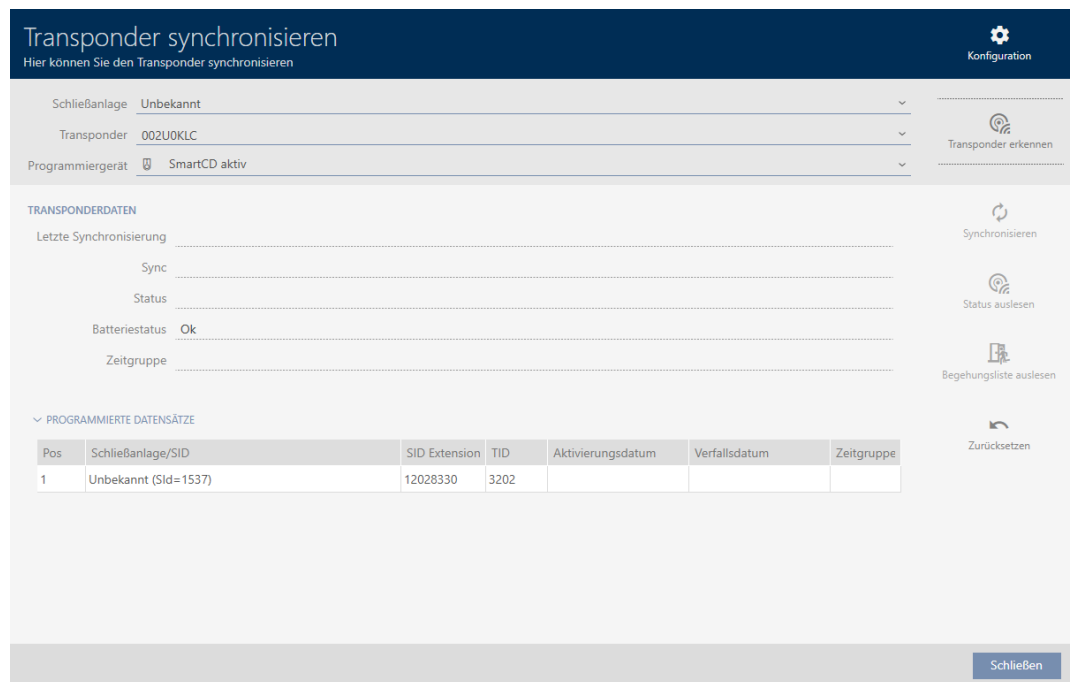 Transponder synchronisieren
Hier können Sie den Transponder synchronisieren
Konfiguration
Schließanlage Unbekannt
Transponder 002U0KLC
Programmiergerät SmartCD aktiv
Transponder erkennen
TRANSPONDERDATEN
Letzte Synchronisierung
Sync
Status
Batteriestatus Ok
Zeitgruppe
Synchronisieren
Status auslesen
Begehungsliste auslesen
Zurücksetzen
PROGRAMMIERTE DATENSÄTZE
Pos Schließanlage/SID SID Extension TID Aktivierungsdatum Verfallsdatum Zeitgruppe
1 Unbekannt (SId=1537) 12028330 3202
Schließen